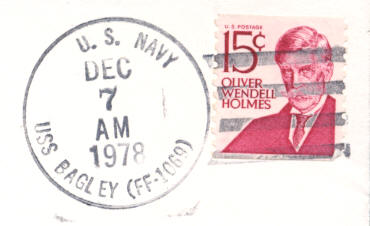 U. S. NAVY
DEC
7
AM
1978
USS BAGLEY (FF-1069)
U.S. POSTAGE
15¢
OLIVER
WENDELL
HOLMES